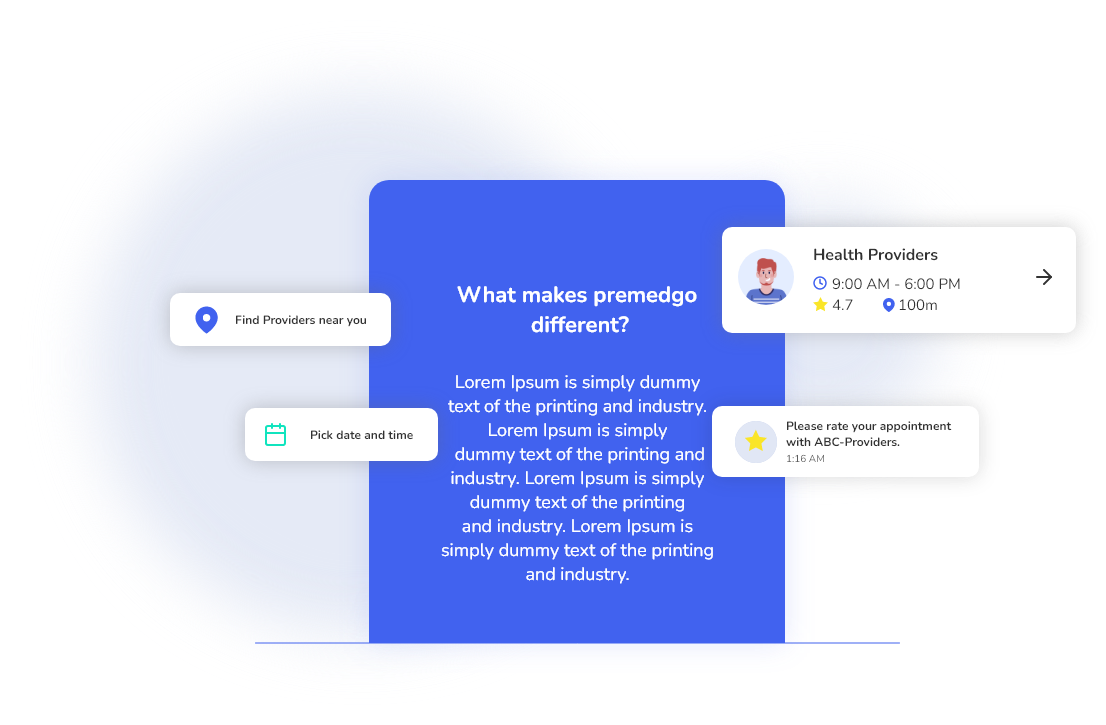 Health Providers
9:00 AM - 6:00 PM
4.7 100m
What makes premedgo
different?
Find Providers near you
Lorem Ipsum is simply dummy
text of the printing and industry.
Lorem Ipsum is simply
dummy text of the printing and
industry. Lorem Ipsum is simply
dummy text of the printing
and industry. Lorem Ipsum is
simply dummy text of the printing
and industry.
Pick date and time
Please rate your appointment
with ABC-Providers.
1:16 AM